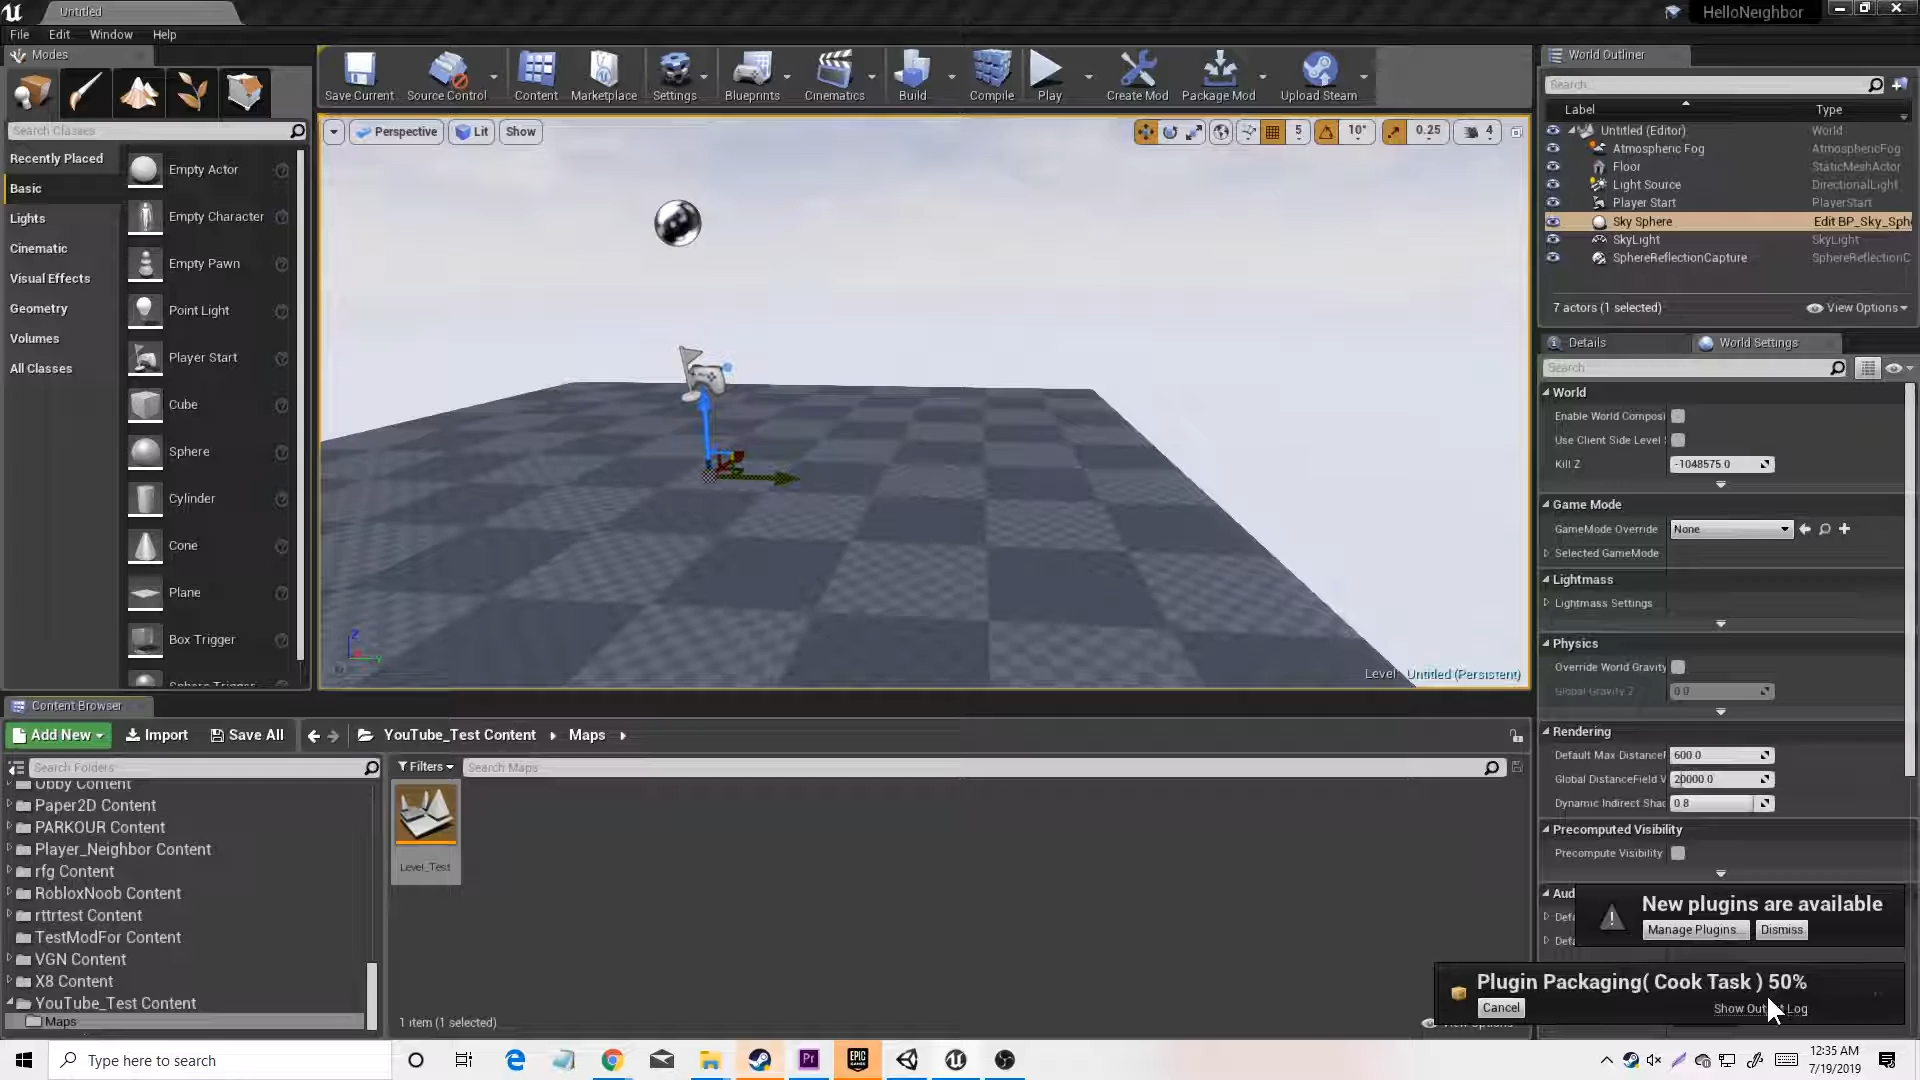 Untitled
HelloNeighbor
File Edit Window Help
Modes
Search Classes
Recently Placed
Basic
Lights
Cinematic
Visual Effects
Geometry
Volumes
All Classes
Empty Actor
Empty Character
Empty Pawn
Point Light
Player Start
Cube
Sphere
Cylinder
Cone
Plane
Box Trigger
Sphere Trigger
Save Current
Source Control
Content
Marketplace
Settings
Blueprints
Cinematics
Build
Compile
Play
Create Mod
Package Mod
Upload Steam
Perspective Lit Show
5 10° 0.25 4
Level: Untitled (Persistent)
World Outliner
Search...
Label Type
Untitled (Editor) World
Atmospheric Fog AtmosphericFog
Floor StaticMeshActor
Light Source DirectionalLight
Player Start PlayerStart
Sky Sphere Edit BP_Sky_Sph
SkyLight SkyLight
SphereReflectionCapture SphereReflectionC
7 actors (1 selected) View Options
Details World Settings
Search
World
Enable World Composi
Use Client Side Level
Kill Z -1048575.0
Game Mode
GameMode Override None
Selected GameMode
Lightmass
Lightmass Settings
Physics
Override World Gravity
Global Gravity Z 0.0
Rendering
Default Max DistanceF 600.0
Global DistanceField V 20000.0
Dynamic Indirect Shac 0.8
Precomputed Visibility
Precompute Visibility
Aud
Defa
Defa
New plugins are available
Manage Plugins... Dismiss
Plugin Packaging( Cook Task ) 50%
Cancel Show Out Log
Content Browser
Add New Import Save All YouTube_Test Content Maps
Search Folders
Filters Search Maps
Obby Content
Paper2D Content
PARKOUR Content
Player_Neighbor Content
rfg Content
RobloxNoob Content
rttrtest Content
TestModFor Content
VGN Content
X8 Content
YouTube_Test Content
Maps
Level_Test
1 item (1 selected)
View Options
Type here to search
Pr
EPIC GAMES
12:35 AM
7/19/2019